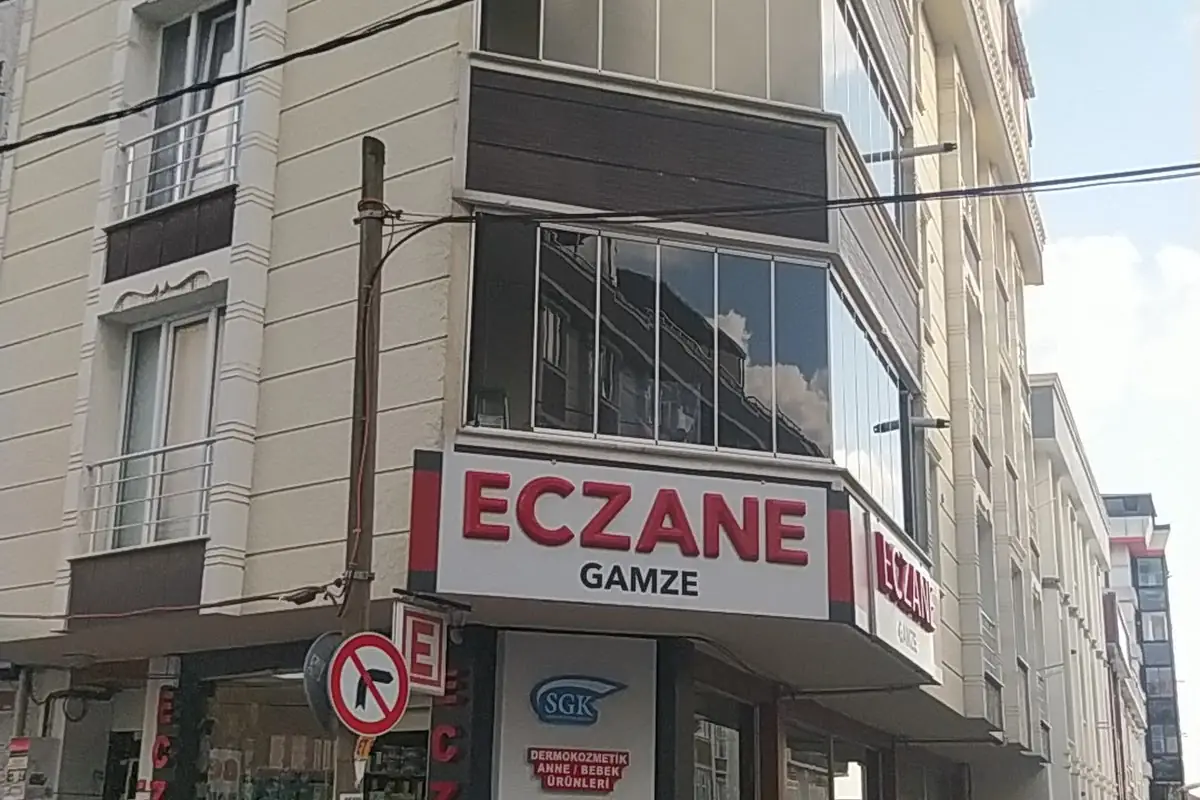 ECZANE
GAMZE
ECZANE
GAMZE
E
SGK
DERMOKOZMETİK
ANNE / BEBEK
ÜRÜNLERİ
E
C
Z
E
C
Z